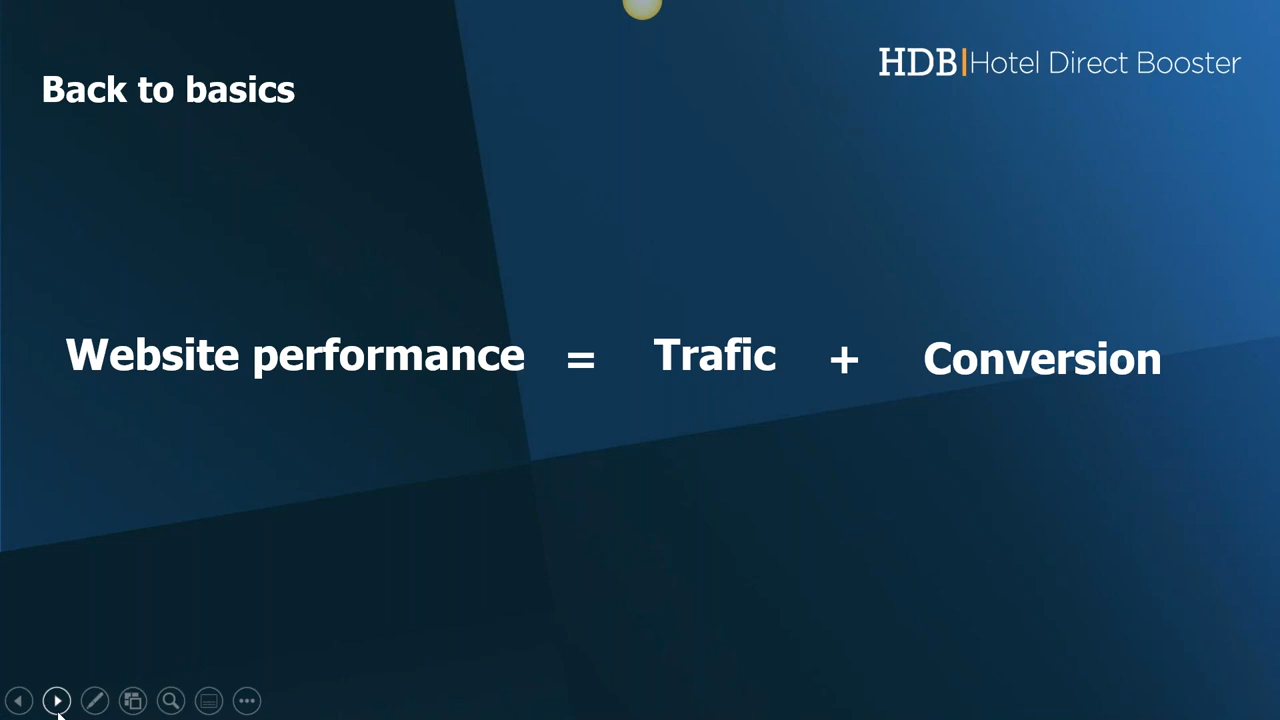 HDB|Hotel Direct Booster
Back to basics
Website performance = Trafic + Conversion